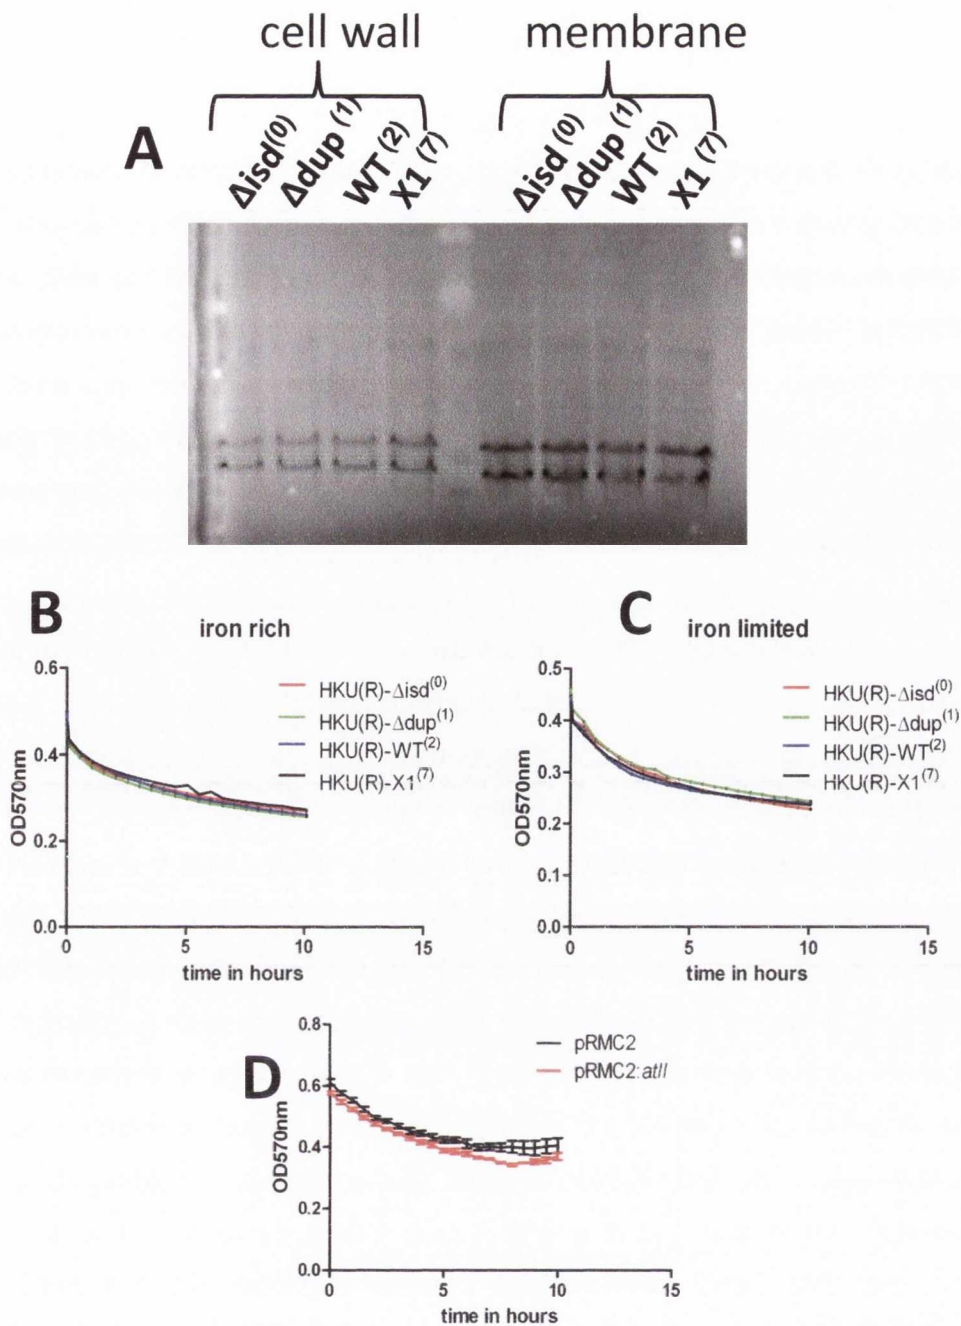 cell wall membrane
A
Δisd(0) Δdup (1) WT (2) X1 (7) Δisd (0) Δdup (1) WT (2) X1 (7)
B
iron rich
0.6
0.4
0.2
0.0
OD570nm
HKU(R)-Δisd(0)
HKU(R)-Δdup(1)
HKU(R)-WT(2)
HKU(R)-X1(7)
0 5 10 15
time in hours
C
iron limited
0.5
0.4
0.3
0.2
0.1
0.0
OD570nm
HKU(R)-Δisd(0)
HKU(R)-Δdup(1)
HKU(R)-WT(2)
HKU(R)-X1(7)
0 5 10 15
time in hours
D
0.8
0.6
0.4
0.2
0.0
OD570nm
pRMC2
pRMC2:atll
0 5 10 15
time in hours